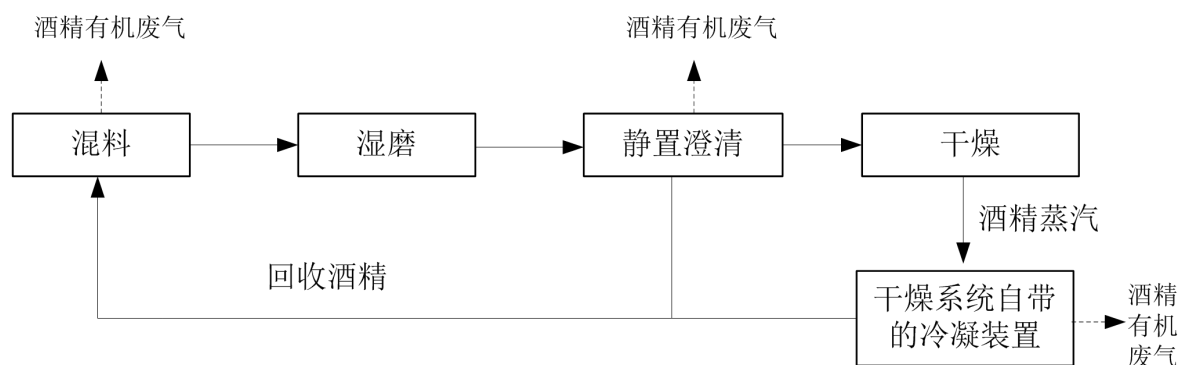 酒精有机废气
酒精有机废气
混料
湿磨
静置澄清
干燥
酒精蒸汽
回收酒精
干燥系统自带
的冷凝装置
酒精
有机
废气